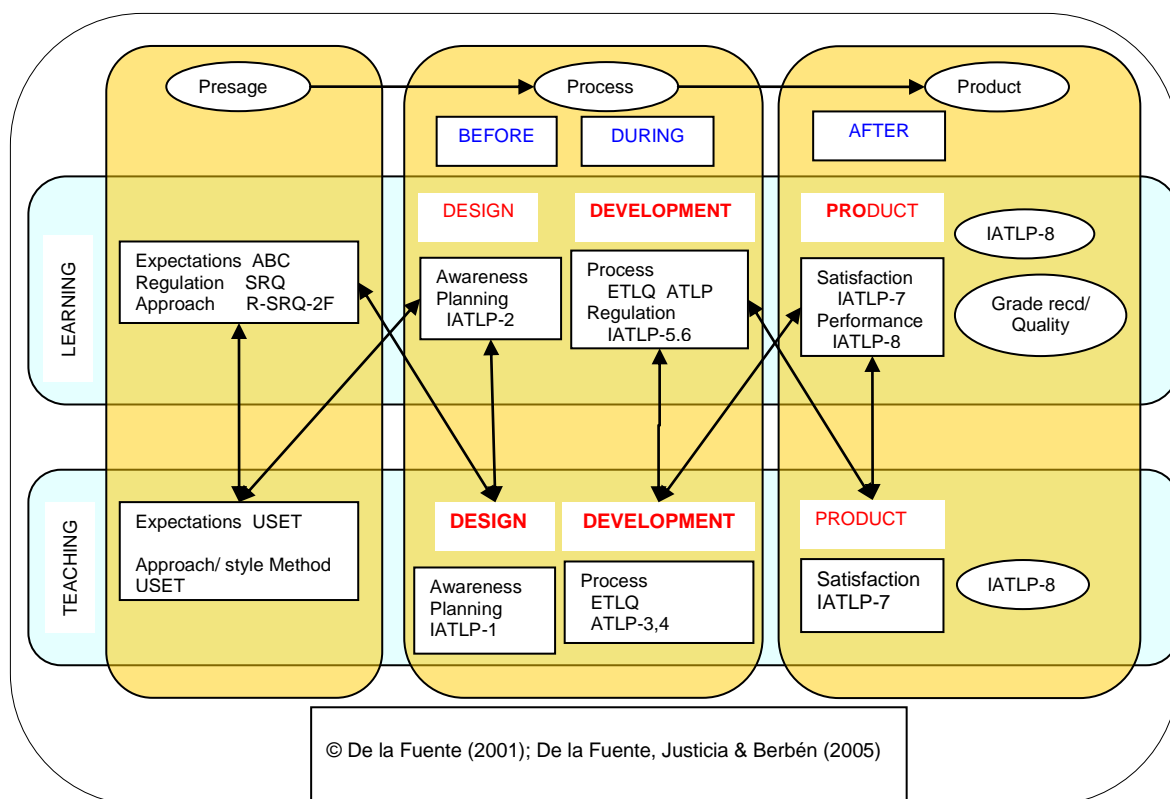 Presage
Process
Product
BEFORE
DURING
AFTER
LEARNING
DESIGN
DEVELOPMENT
PRODUCT
IATLP-8
Expectations ABC
Regulation SRQ
Approach R-SRQ-2F
Awareness
Planning
IATLP-2
Process
ETLQ ATLP
Regulation
IATLP-5.6
Satisfaction
IATLP-7
Performance
IATLP-8
Grade recd/
Quality
TEACHING
Expectations USET
Approach/ style Method
USET
DESIGN
DEVELOPMENT
PRODUCT
Awareness
Planning
IATLP-1
Process
ETLQ
ATLP-3,4
Satisfaction
IATLP-7
IATLP-8
© De la Fuente (2001); De la Fuente, Justicia & Berbén (2005)